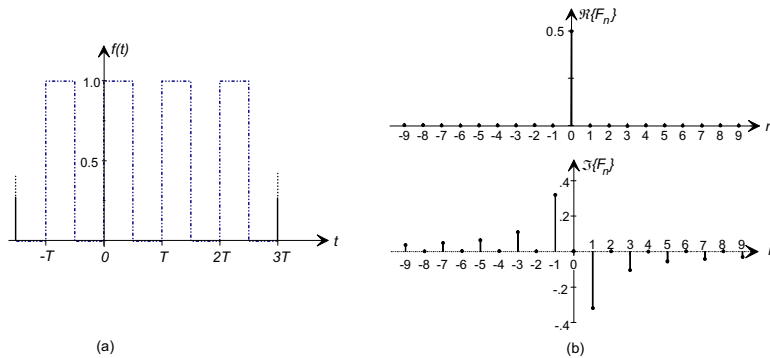 f(t)
1.0
0.5
-T 0 T 2T 3T t
(a)
ℜ{Fₙ}
0.5
-9 -8 -7 -6 -5 -4 -3 -2 -1 0 1 2 3 4 5 6 7 8 9
ℑ{Fₙ}
.4
.2
1 2 3 4 5 6 7 8 9
-9 -8 -7 -6 -5 -4 -3 -2 -1 0
-.2
-.4
(b)